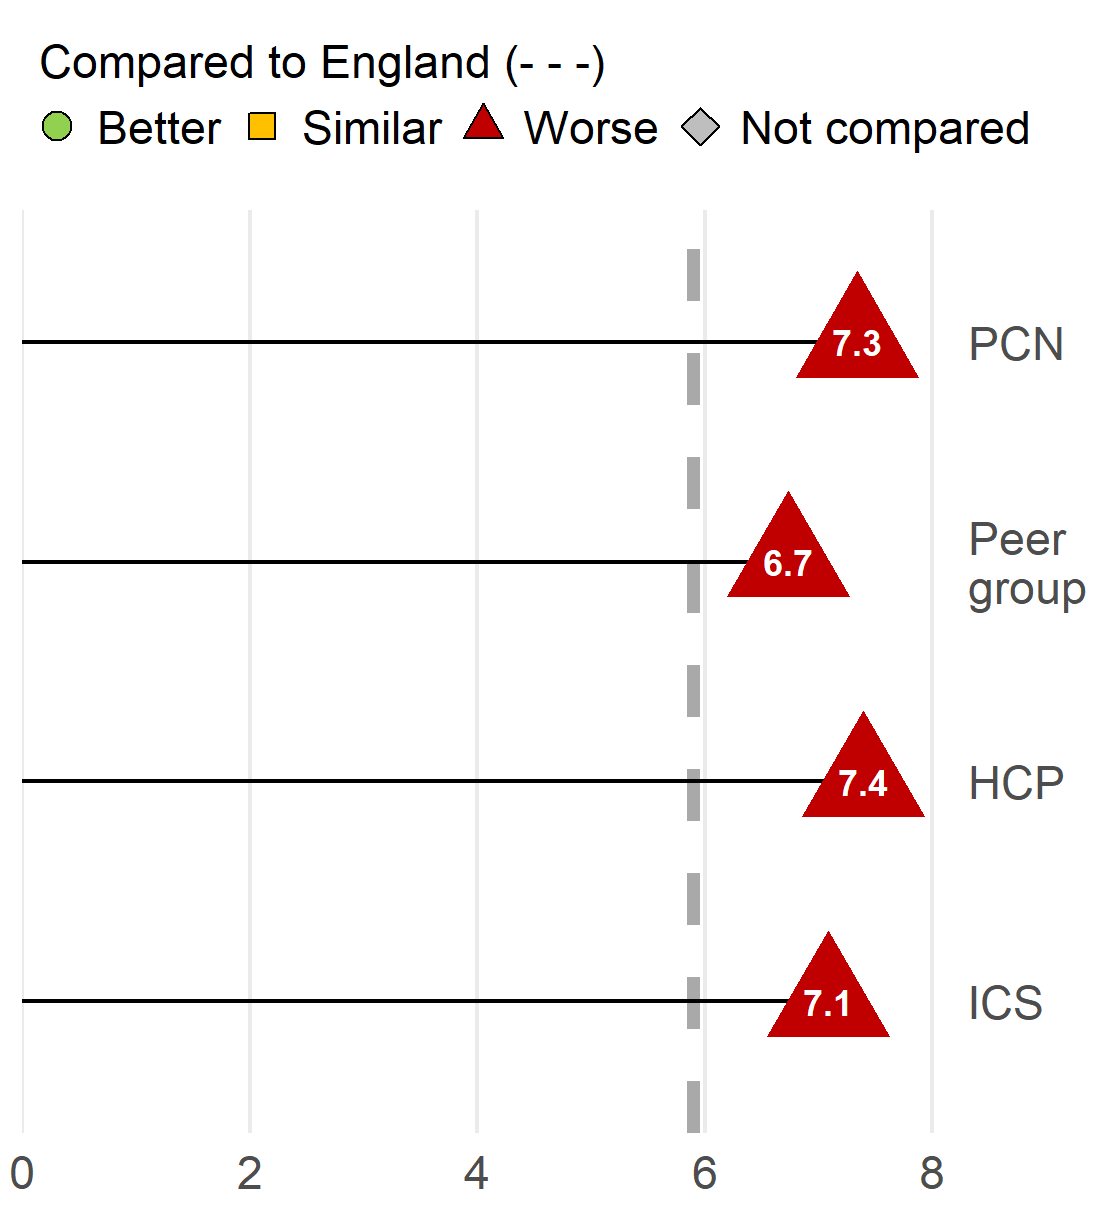 Compared to England (- - -)
Better Similar Worse Not compared
7.3 PCN
6.7 Peer
group
7.4 HCP
7.1 ICS
0 2 4 6 8